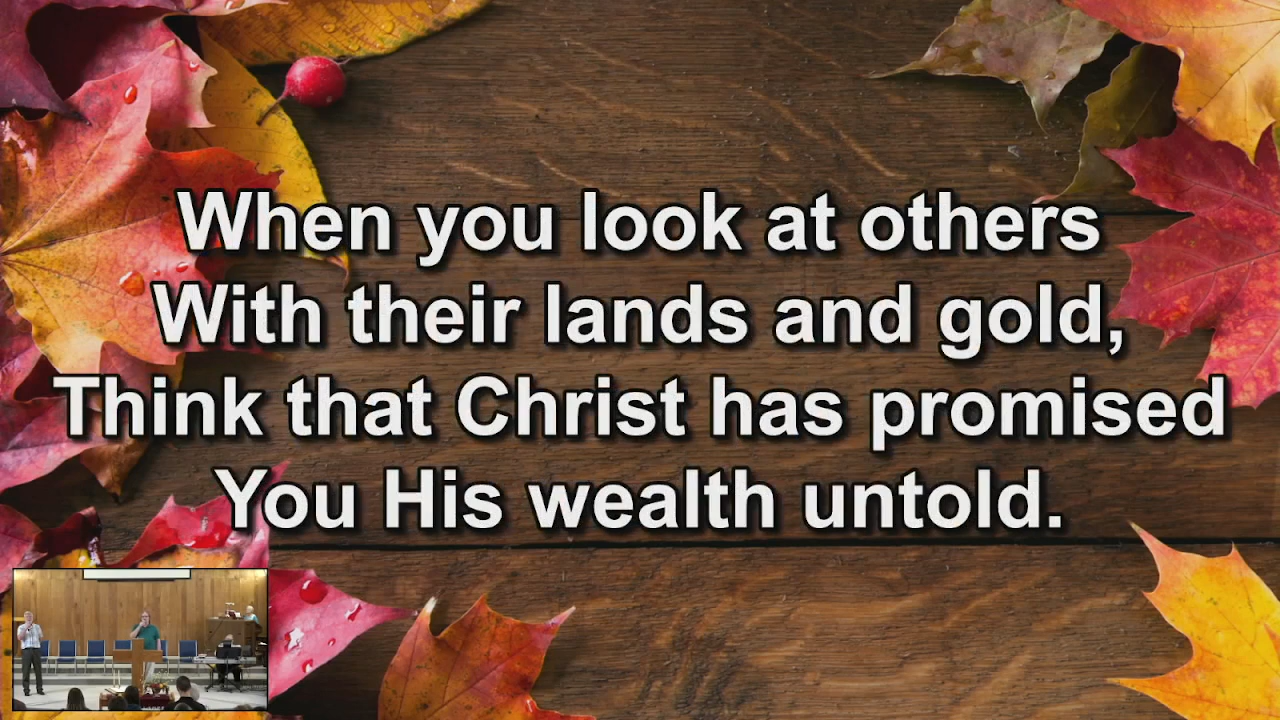 When you look at others
With their lands and gold,
Think that Christ has promised
You His wealth untold.